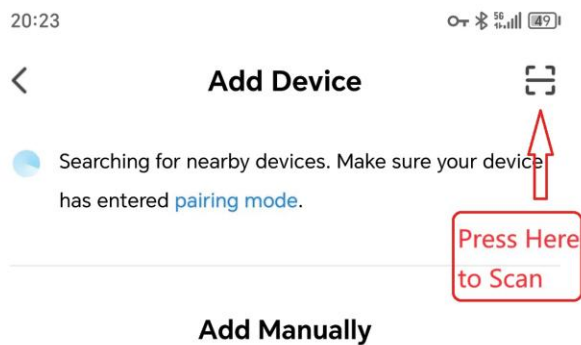 20:23
5G
49
Add Device
Searching for nearby devices. Make sure your device
has entered pairing mode.
Press Here
to Scan
Add Manually